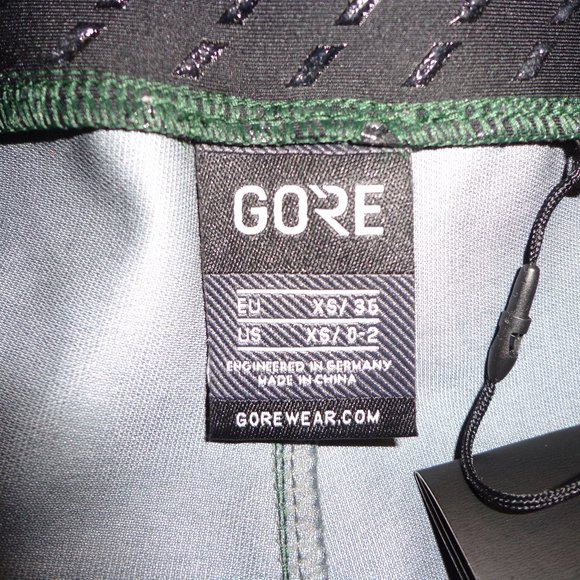 GORE
EU XS/36
US XS/0-2
ENGINEERED IN GERMANY
MADE IN CHINA
GOREWEAR.COM